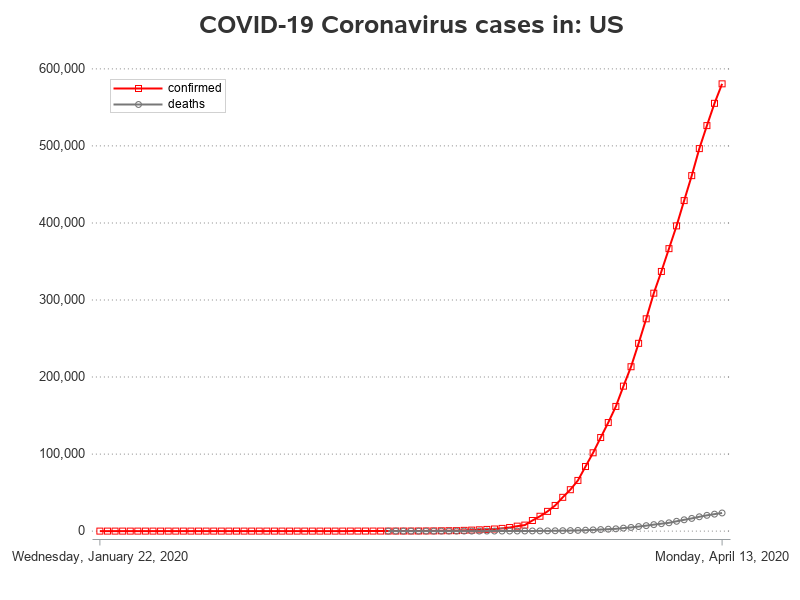 COVID-19 Coronavirus cases in: US
600,000
confirmed
deaths
500,000
400,000
300,000
200,000
100,000
0
Wednesday, January 22, 2020
Monday, April 13, 2020